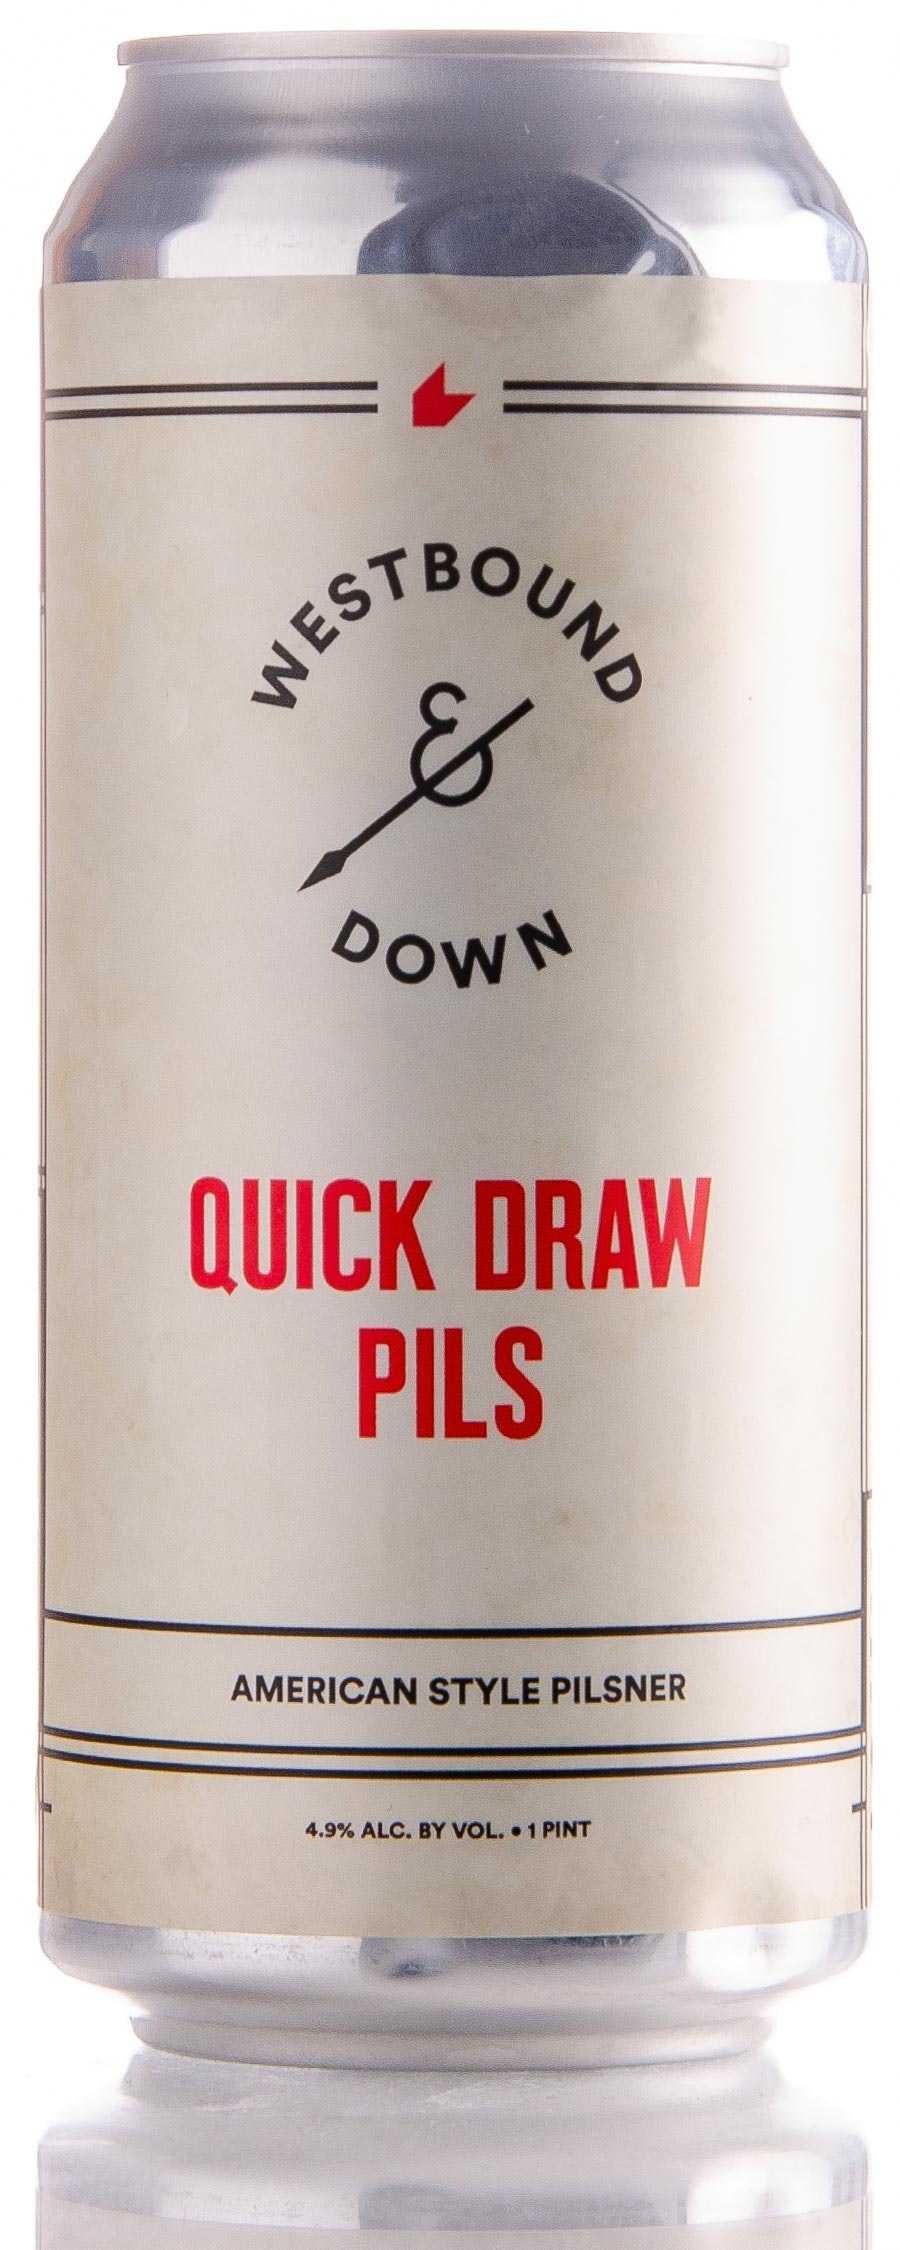 WESTBOUND
&
DOWN
QUICK DRAW
PILS
AMERICAN STYLE PILSNER
4.9% ALC. BY VOL. • 1 PINT